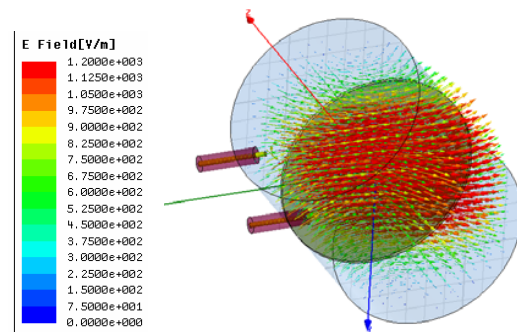 E Field[V/m]
1.2000e+003
1.1250e+003
1.0500e+003
9.7500e+002
9.0000e+002
8.2500e+002
7.5000e+002
6.7500e+002
6.0000e+002
5.2500e+002
4.5000e+002
3.7500e+002
3.0000e+002
2.2500e+002
1.5000e+002
7.5000e+001
0.0000e+000